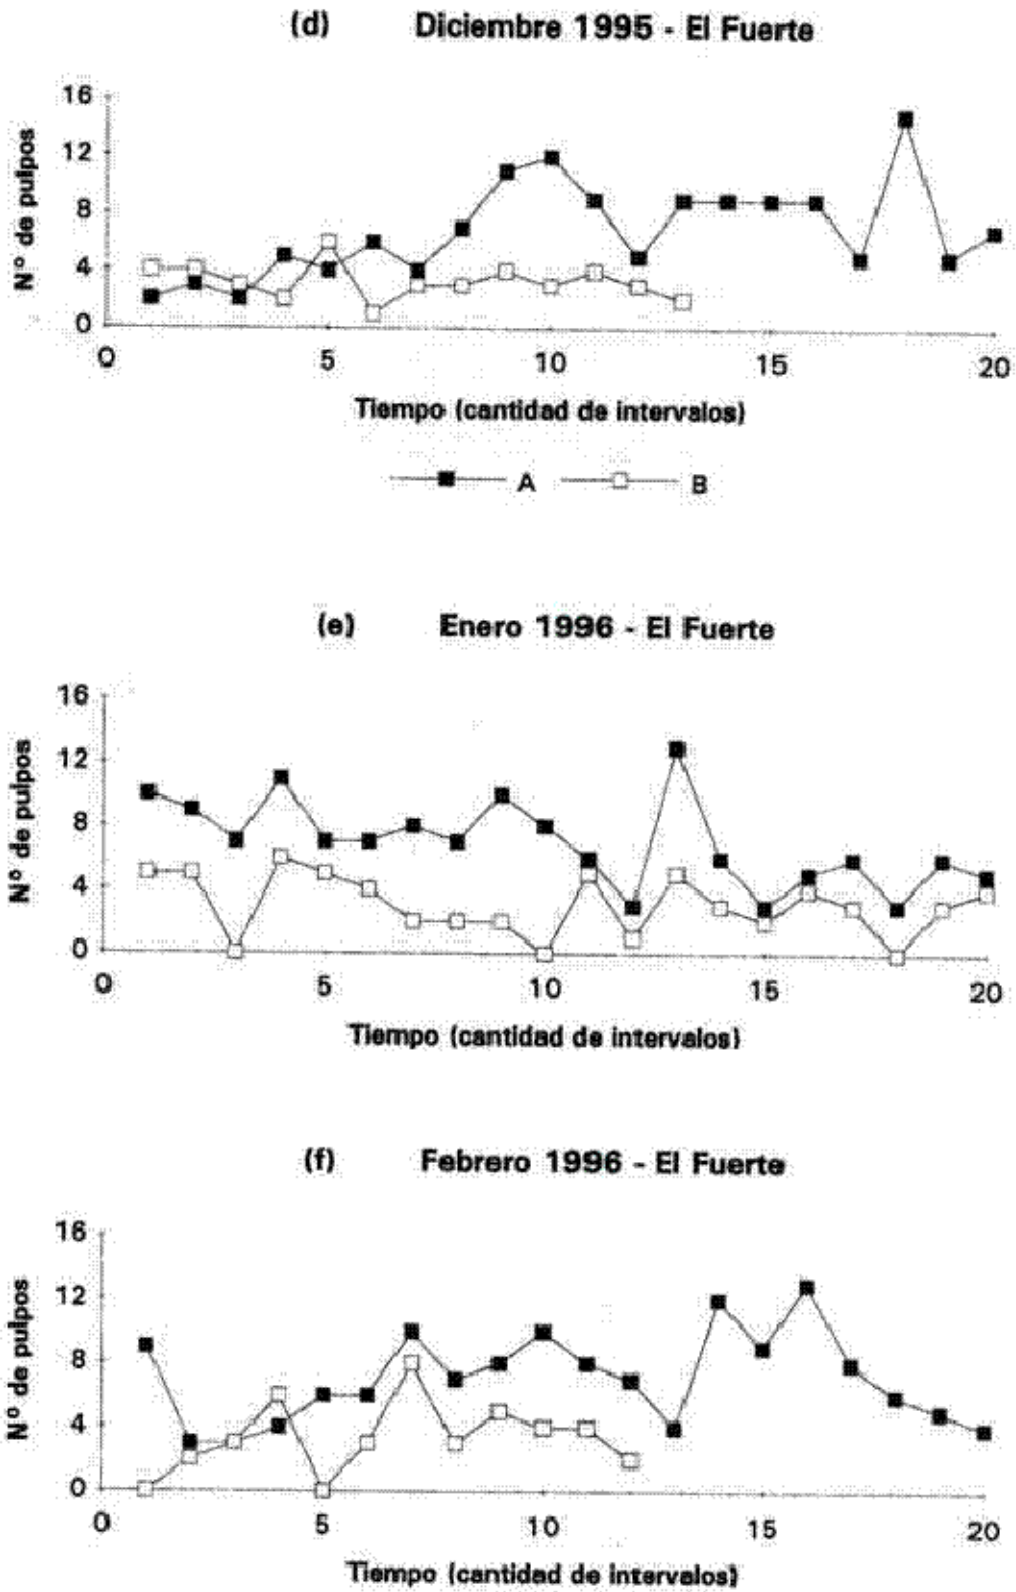 (d) Diciembre 1995 - El Fuerte
16
12
8
4
0
Nº de pulpos
0 5 10 15 20
Tiempo (cantidad de intervalos)
A B
(e) Enero 1996 - El Fuerte
16
12
8
4
0
Nº de pulpos
0 5 10 15 20
Tiempo (cantidad de intervalos)
(f) Febrero 1996 - El Fuerte
16
12
8
4
0
Nº de pulpos
0 5 10 15 20
Tiempo (cantidad de intervalos)